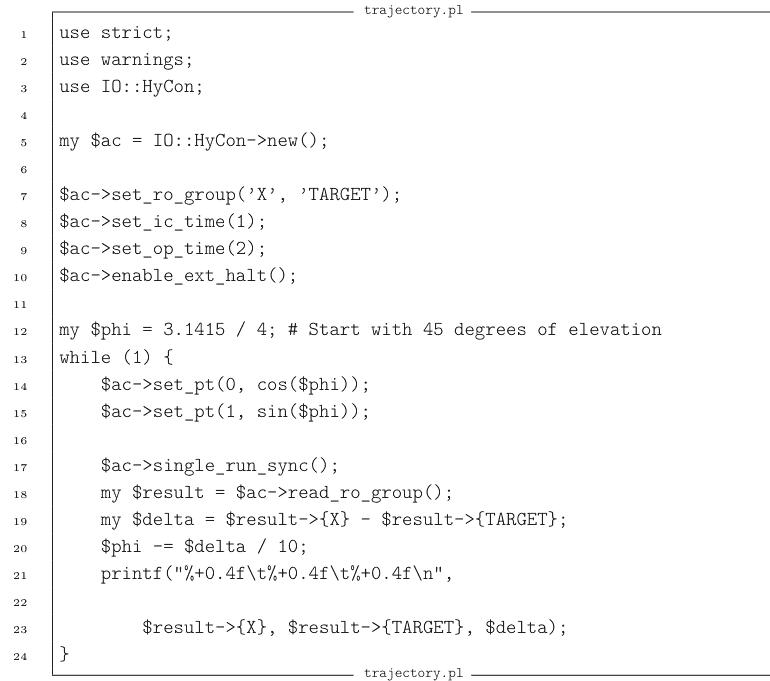 trajectory.pl
1 use strict;
2 use warnings;
3 use IO::HyCon;
4
5 my $ac = IO::HyCon->new();
6
7 $ac->set_ro_group('X', 'TARGET');
8 $ac->set_ic_time(1);
9 $ac->set_op_time(2);
10 $ac->enable_ext_halt();
11
12 my $phi = 3.1415 / 4; # Start with 45 degrees of elevation
13 while (1) {
14     $ac->set_pt(0, cos($phi));
15     $ac->set_pt(1, sin($phi));
16
17     $ac->single_run_sync();
18     my $result = $ac->read_ro_group();
19     my $delta = $result->{X} - $result->{TARGET};
20     $phi -= $delta / 10;
21     printf("%+0.4f\t%+0.4f\t%+0.4f\n",
22
23         $result->{X}, $result->{TARGET}, $delta);
24 }
trajectory.pl